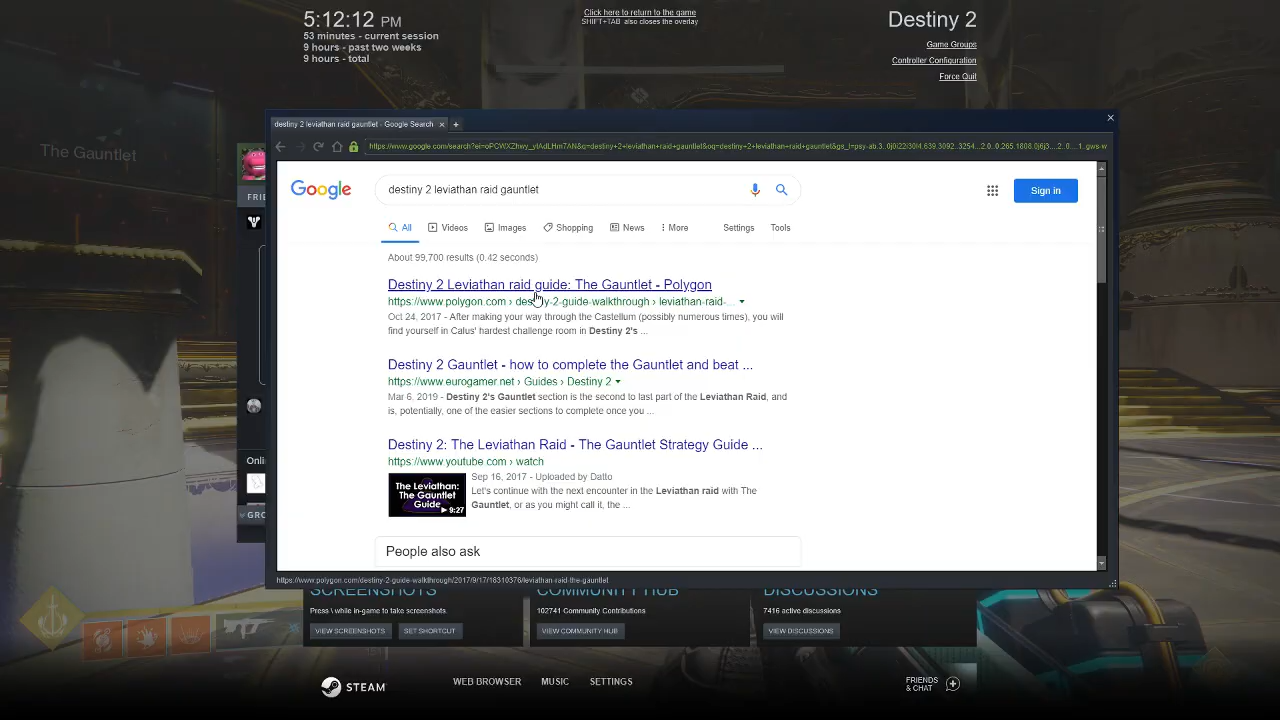 5:12:12 PM
53 minutes - current session
9 hours - past two weeks
9 hours - total
Click here to return to the game
SHIFT+TAB also closes the overlay
Destiny 2
Game Groups
Controller Configuration
Force Quit
The Gauntlet
destiny 2 leviathan raid gauntlet - Google Search
FRIE
Google
destiny 2 leviathan raid gauntlet
Sign in
All Videos Images Shopping News More Settings Tools
About 99,700 results (0.42 seconds)
Destiny 2 Leviathan raid guide: The Gauntlet - Polygon
https://www.polygon.com › destiny-2-guide-walkthrough › leviathan-raid-...
Oct 24, 2017 - After making your way through the Castellum (possibly numerous times), you will
find yourself in Calus' hardest challenge room in Destiny 2's ...
Destiny 2 Gauntlet - how to complete the Gauntlet and beat ...
https://www.eurogamer.net › Guides › Destiny 2
Mar 6, 2019 - Destiny 2's Gauntlet section is the second to last part of the Leviathan Raid, and
is, potentially, one of the easier sections to complete once you ...
Destiny 2: The Leviathan Raid - The Gauntlet Strategy Guide ...
https://www.youtube.com › watch
Sep 16, 2017 - Uploaded by Datto
Let's continue with the next encounter in the Leviathan raid with The
Gauntlet, or as you might call it, the ...
The Leviathan:
The Gauntlet
Guide
9:27
Onli
GRO
People also ask
https://www.polygon.com/destiny-2-guide-walkthrough/2017/9/17/16310376/leviathan-raid-the-gauntlet
SCREENSHOTS
Press \ while in-game to take screenshots.
VIEW SCREENSHOTS SET SHORTCUT
COMMUNITY HUB
102741 Community Contributions
VIEW COMMUNITY HUB
DISCUSSIONS
7416 active discussions
VIEW DISCUSSIONS
STEAM
WEB BROWSER MUSIC SETTINGS
FRIENDS
& CHAT